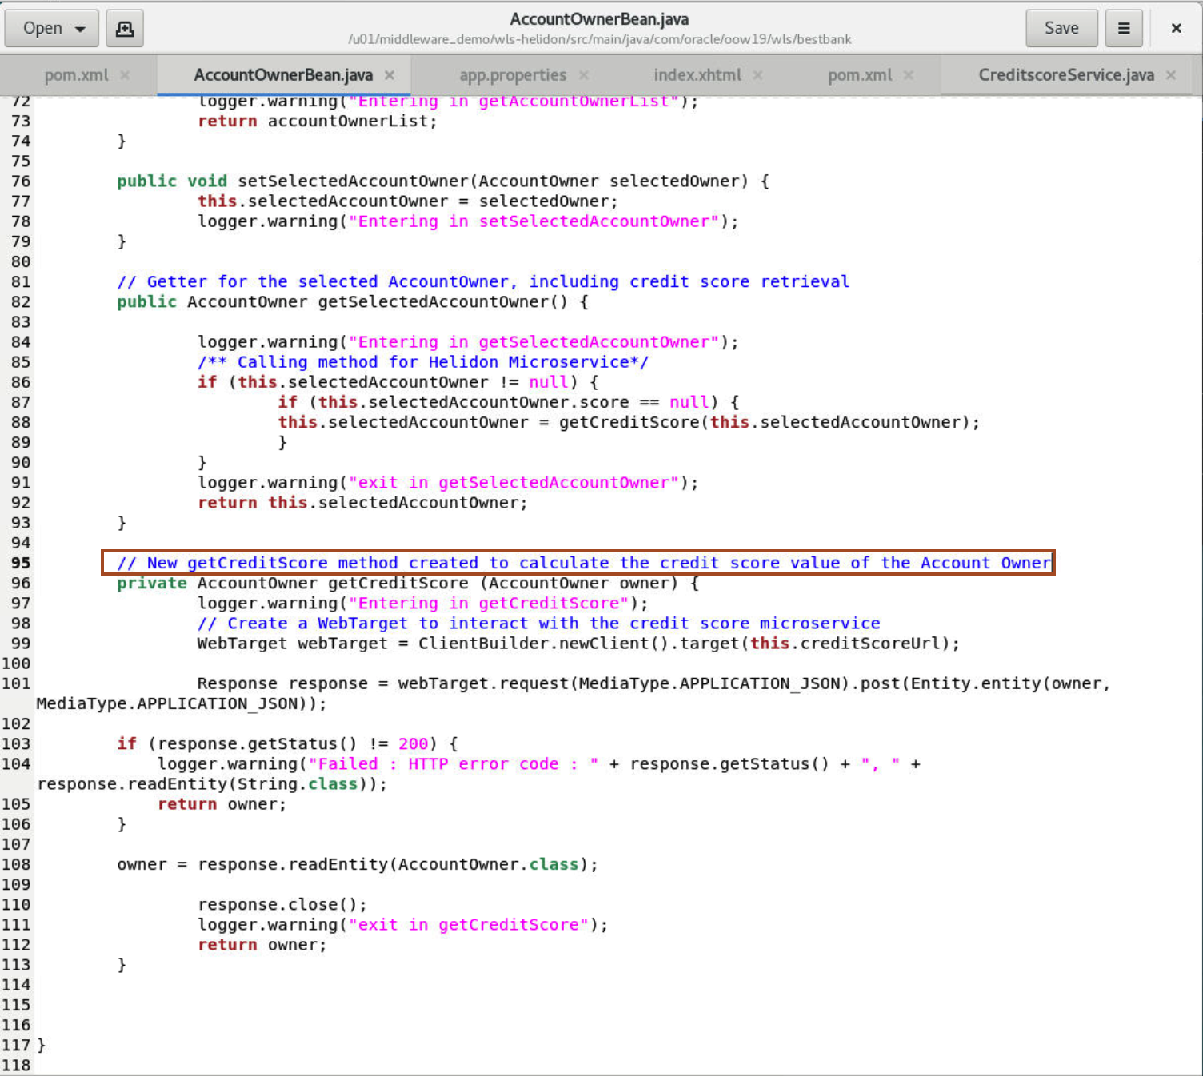 Open
AccountOwnerBean.java
/u01/middleware_demo/wls-helidon/src/main/java/com/oracle/oow19/wls/bestbank
Save
pom.xml × AccountOwnerBean.java × app.properties × index.xhtml × pom.xml × CreditscoreService.java ×
72 logger.warning("Entering in getAccountOwnerList");
73 return accountOwnerList;
74 }
75
76 public void setSelectedAccountOwner(AccountOwner selectedOwner) {
77 this.selectedAccountOwner = selectedOwner;
78 logger.warning("Entering in setSelectedAccountOwner");
79 }
80
81 // Getter for the selected AccountOwner, including credit score retrieval
82 public AccountOwner getSelectedAccountOwner() {
83
84 logger.warning("Entering in getSelectedAccountOwner");
85 /** Calling method for Helidon Microservice*/
86 if (this.selectedAccountOwner != null) {
87 if (this.selectedAccountOwner.score == null) {
88 this.selectedAccountOwner = getCreditScore(this.selectedAccountOwner);
89 }
90 }
91 logger.warning("exit in getSelectedAccountOwner");
92 return this.selectedAccountOwner;
93 }
94
95 // New getCreditScore method created to calculate the credit score value of the Account Owner
96 private AccountOwner getCreditScore (AccountOwner owner) {
97 logger.warning("Entering in getCreditScore");
98 // Create a WebTarget to interact with the credit score microservice
99 WebTarget webTarget = ClientBuilder.newClient().target(this.creditScoreUrl);
100
101 Response response = webTarget.request(MediaType.APPLICATION_JSON).post(Entity.entity(owner,
MediaType.APPLICATION_JSON));
102
103 if (response.getStatus() != 200) {
104 logger.warning("Failed : HTTP error code : " + response.getStatus() + ", " +
response.readEntity(String.class));
105 return owner;
106 }
107
108 owner = response.readEntity(AccountOwner.class);
109
110 response.close();
111 logger.warning("exit in getCreditScore");
112 return owner;
113 }
114
115
116
117 }
118